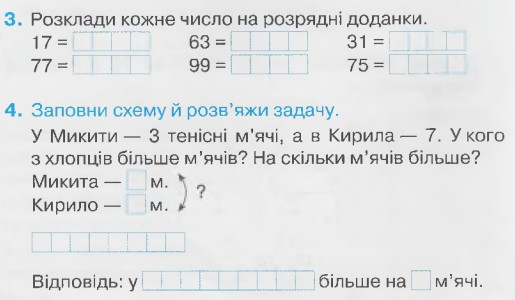 3. Розклади кожне число на розрядні доданки.
17 = 63 = 31 =
77 = 99 = 75 =
4. Заповни схему й розв’яжи задачу.
У Микити — 3 тенісні м’ячі, а в Кирила — 7. У кого
з хлопців більше м’ячів? На скільки м’ячів більше?
Микита — м.
?
Кирило — м.
Відповідь: у більше на м’ячі.